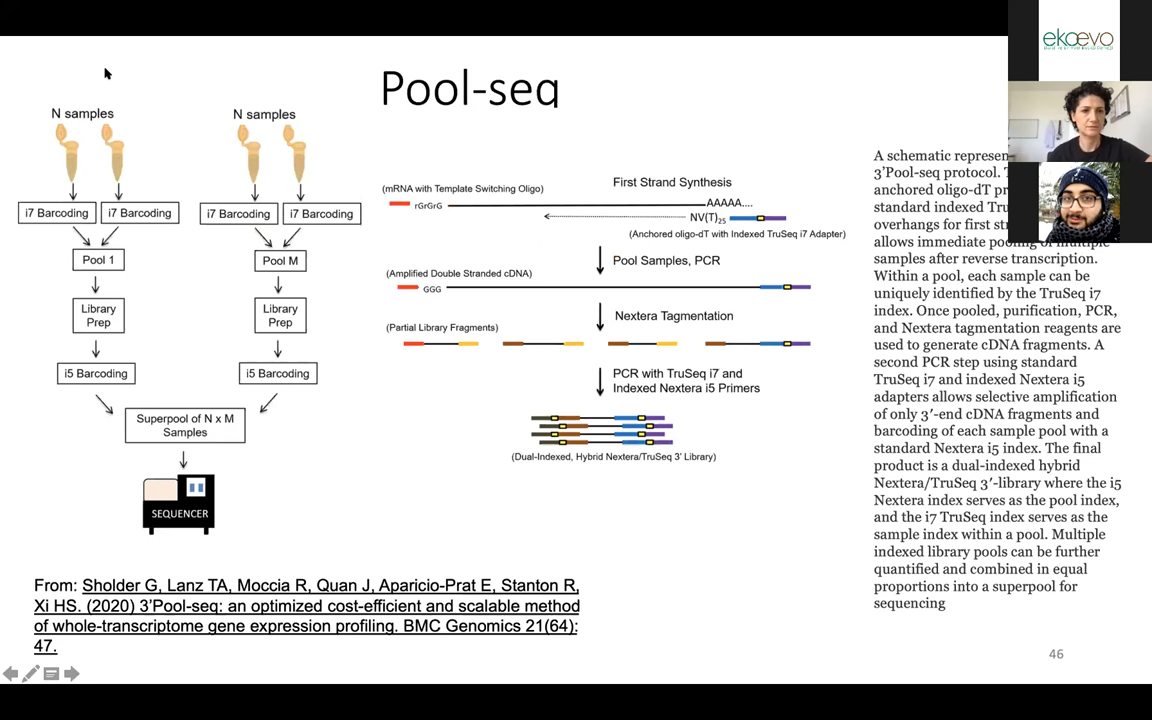 ekoevo
Pool-seq
N samples
N samples
i7 Barcoding
i7 Barcoding
i7 Barcoding
i7 Barcoding
Pool 1
Pool M
Library
Prep
Library
Prep
i5 Barcoding
i5 Barcoding
Superpool of N x M
Samples
SEQUENCER
(mRNA with Template Switching Oligo)
First Strand Synthesis
rGrGrG
AAAAA....
NV(T)25
(Anchored oligo-dT with Indexed TruSeq i7 Adapter)
Pool Samples, PCR
(Amplified Double Stranded cDNA)
GGG
Nextera Tagmentation
(Partial Library Fragments)
PCR with TruSeq i7 and
Indexed Nextera i5 Primers
(Dual-Indexed, Hybrid Nextera/TruSeq 3' Library)
A schematic
3′Pool-seq protocol.
anchored oligo-dT
standard indexed
overhangs for first
allows immediate pooling of multiple
samples after reverse transcription.
Within a pool, each sample can be
uniquely identified by the TruSeq i7
index. Once pooled, purification, PCR,
and Nextera tagmentation reagents are
used to generate cDNA fragments. A
second PCR step using standard
TruSeq i7 and indexed Nextera i5
adapters allows selective amplification
of only 3′-end cDNA fragments and
barcoding of each sample pool with a
standard Nextera i5 index. The final
product is a dual-indexed hybrid
Nextera/TruSeq 3′-library where the i5
Nextera index serves as the pool index,
and the i7 TruSeq index serves as the
sample index within a pool. Multiple
indexed library pools can be further
quantified and combined in equal
proportions into a superpool for
sequencing
From: Sholder G, Lanz TA, Moccia R, Quan J, Aparicio-Prat E, Stanton R,
Xi HS. (2020) 3'Pool-seq: an optimized cost-efficient and scalable method
of whole-transcriptome gene expression profiling. BMC Genomics 21(64):
47.
46